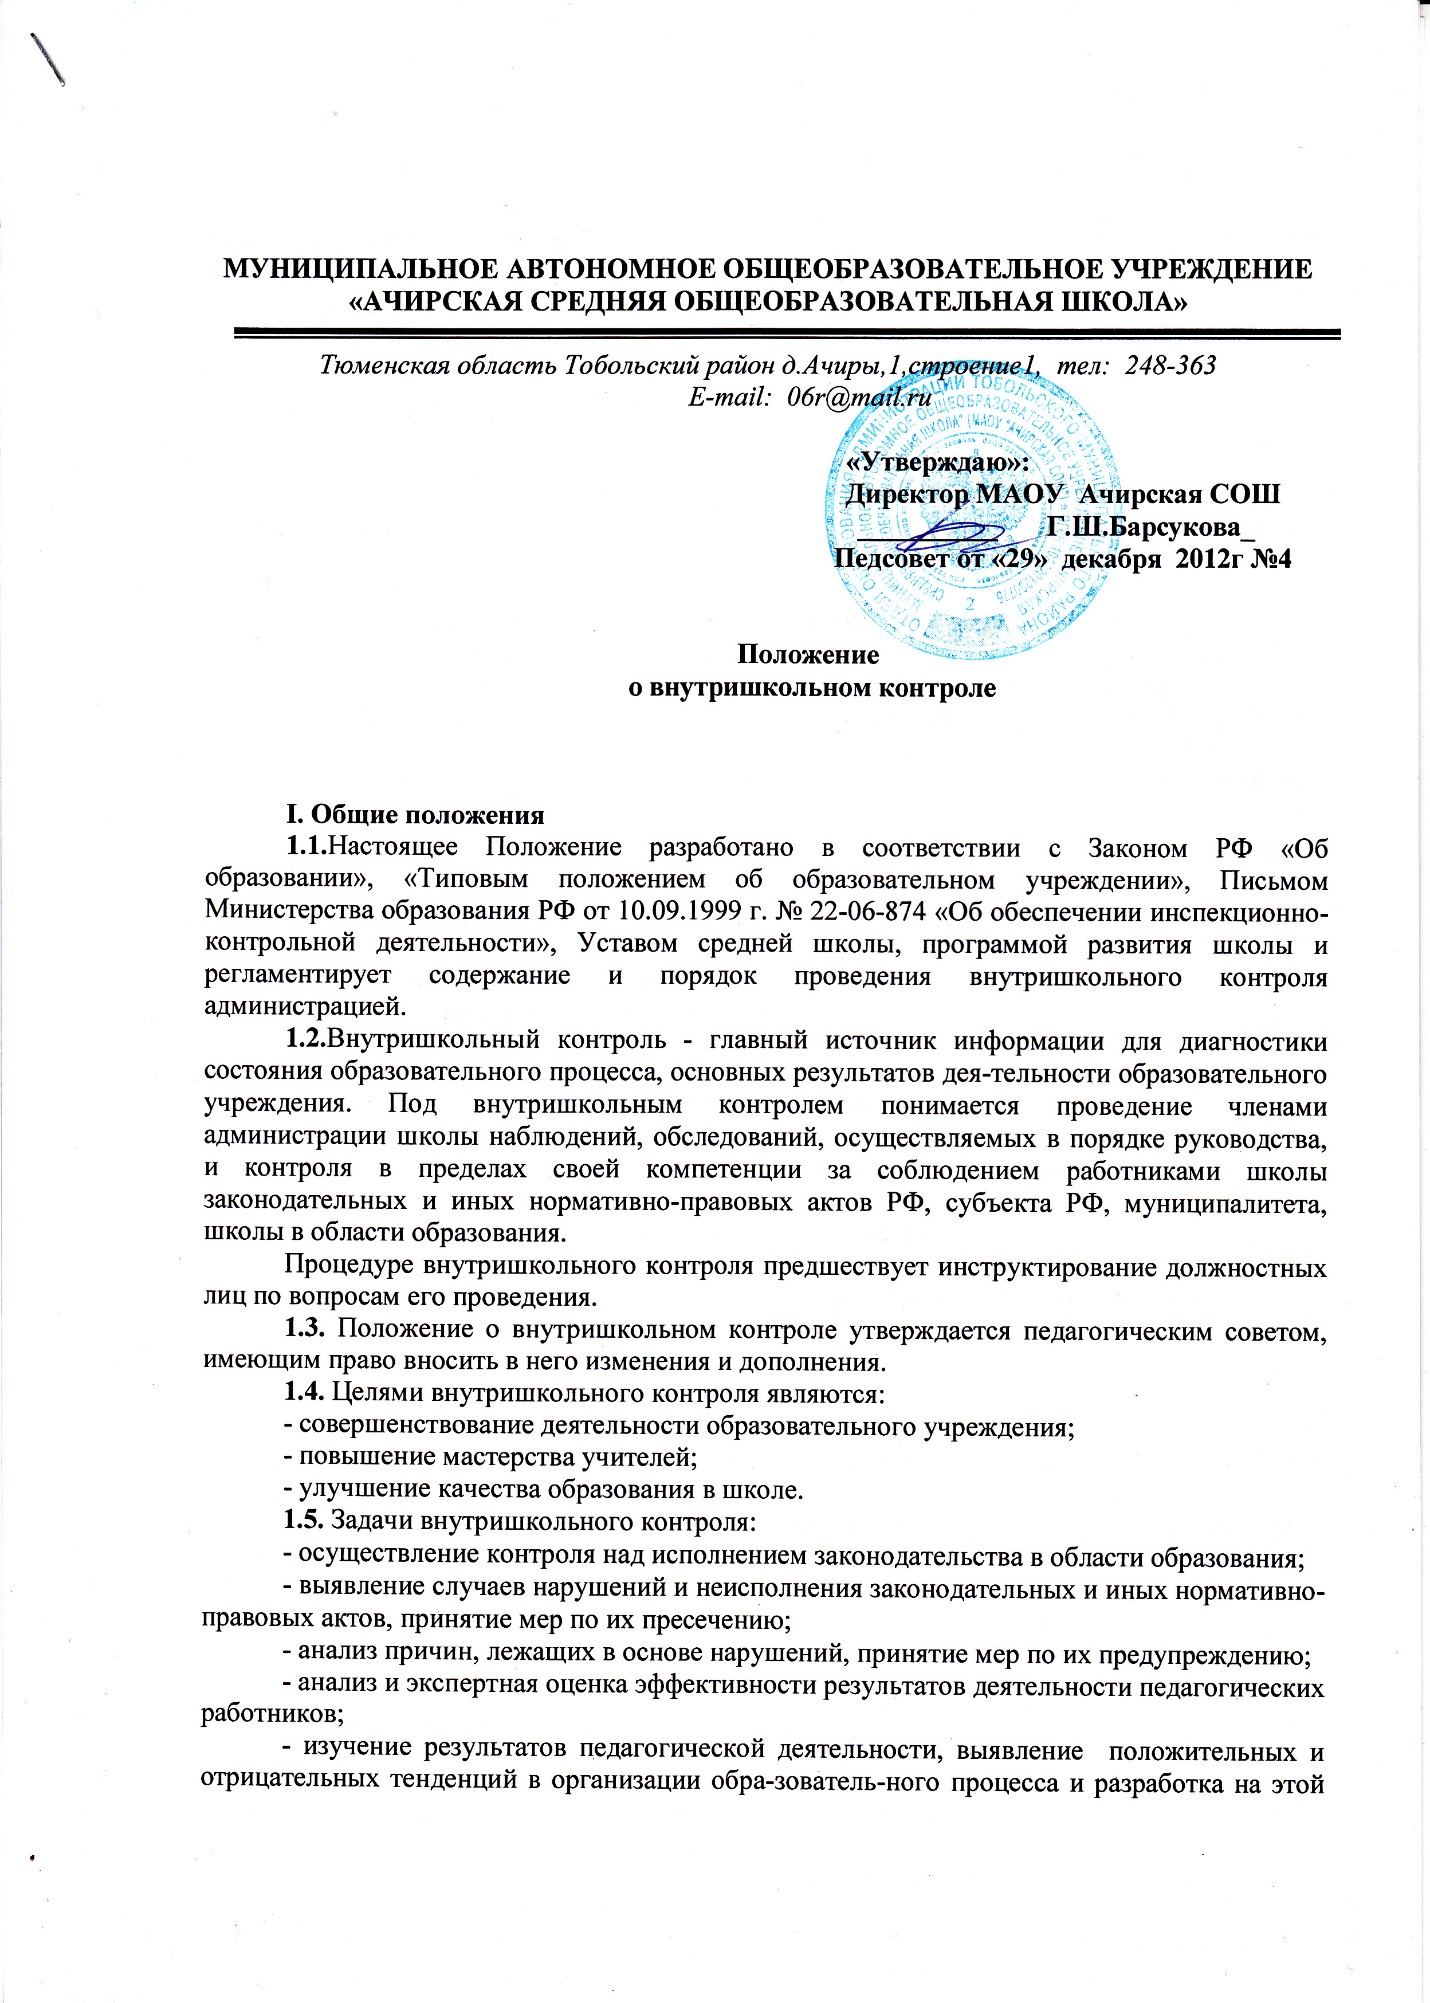 МУНИЦИПАЛЬНОЕ АВТОНОМНОЕ ОБЩЕОБРАЗОВАТЕЛЬНОЕ УЧРЕЖДЕНИЕ
«АЧИРСКАЯ СРЕДНЯЯ ОБЩЕОБРАЗОВАТЕЛЬНАЯ ШКОЛА»
Тюменская область Тобольский район д.Ачиры,1,строение1, тел: 248-363
E-mail: 06r@mail.ru
«Утверждаю»:
Директор МАОУ Ачирская СОШ
__________ Г.Ш.Барсукова_
Педсовет от «29» декабря 2012г №4
Положение
о внутришкольном контроле
I. Общие положения
1.1.Настоящее Положение разработано в соответствии с Законом РФ «Об
образовании», «Типовым положением об образовательном учреждении», Письмом
Министерства образования РФ от 10.09.1999 г. № 22-06-874 «Об обеспечении инспекционно-
контрольной деятельности», Уставом средней школы, программой развития школы и
регламентирует содержание и порядок проведения внутришкольного контроля
администрацией.
1.2.Внутришкольный контроль - главный источник информации для диагностики
состояния образовательного процесса, основных результатов дея-тельности образовательного
учреждения. Под внутришкольным контролем понимается проведение членами
администрации школы наблюдений, обследований, осуществляемых в порядке руководства,
и контроля в пределах своей компетенции за соблюдением работниками школы
законодательных и иных нормативно-правовых актов РФ, субъекта РФ, муниципалитета,
школы в области образования.
Процедуре внутришкольного контроля предшествует инструктирование должностных
лиц по вопросам его проведения.
1.3. Положение о внутришкольном контроле утверждается педагогическим советом,
имеющим право вносить в него изменения и дополнения.
1.4. Целями внутришкольного контроля являются:
- совершенствование деятельности образовательного учреждения;
- повышение мастерства учителей;
- улучшение качества образования в школе.
1.5. Задачи внутришкольного контроля:
- осуществление контроля над исполнением законодательства в области образования;
- выявление случаев нарушений и неисполнения законодательных и иных нормативно-
правовых актов, принятие мер по их пресечению;
- анализ причин, лежащих в основе нарушений, принятие мер по их предупреждению;
- анализ и экспертная оценка эффективности результатов деятельности педагогических
работников;
- изучение результатов педагогической деятельности, выявление положительных и
отрицательных тенденций в организации обра-зователь-ного процесса и разработка на этой